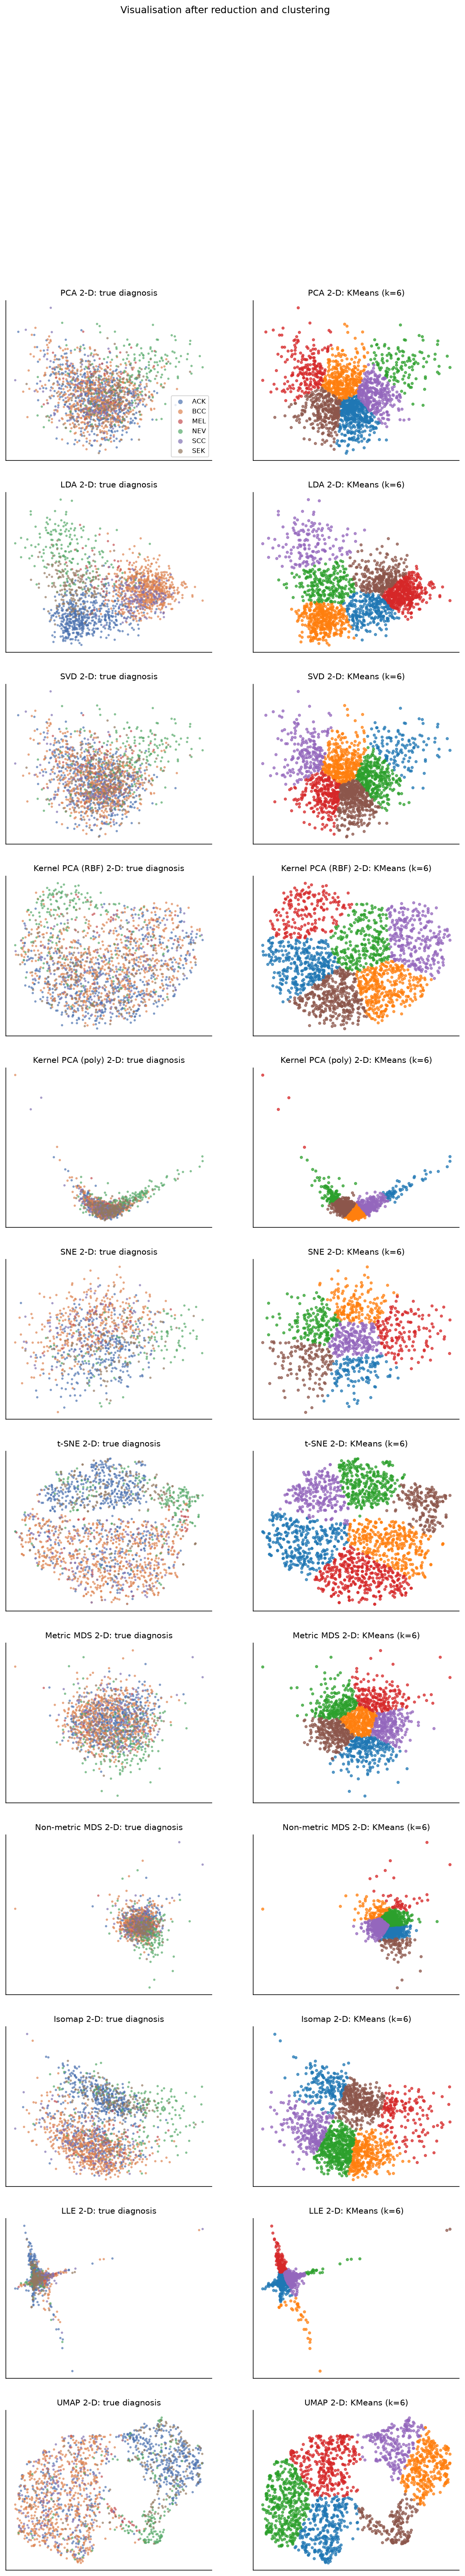 Visualisation after reduction and clustering
PCA 2-D: true diagnosis
PCA 2-D: KMeans (k=6)
ACK
BCC
MEL
NEV
SCC
SEK
LDA 2-D: true diagnosis
LDA 2-D: KMeans (k=6)
SVD 2-D: true diagnosis
SVD 2-D: KMeans (k=6)
Kernel PCA (RBF) 2-D: true diagnosis
Kernel PCA (RBF) 2-D: KMeans (k=6)
Kernel PCA (poly) 2-D: true diagnosis
Kernel PCA (poly) 2-D: KMeans (k=6)
SNE 2-D: true diagnosis
SNE 2-D: KMeans (k=6)
t-SNE 2-D: true diagnosis
t-SNE 2-D: KMeans (k=6)
Metric MDS 2-D: true diagnosis
Metric MDS 2-D: KMeans (k=6)
Non-metric MDS 2-D: true diagnosis
Non-metric MDS 2-D: KMeans (k=6)
Isomap 2-D: true diagnosis
Isomap 2-D: KMeans (k=6)
LLE 2-D: true diagnosis
LLE 2-D: KMeans (k=6)
UMAP 2-D: true diagnosis
UMAP 2-D: KMeans (k=6)